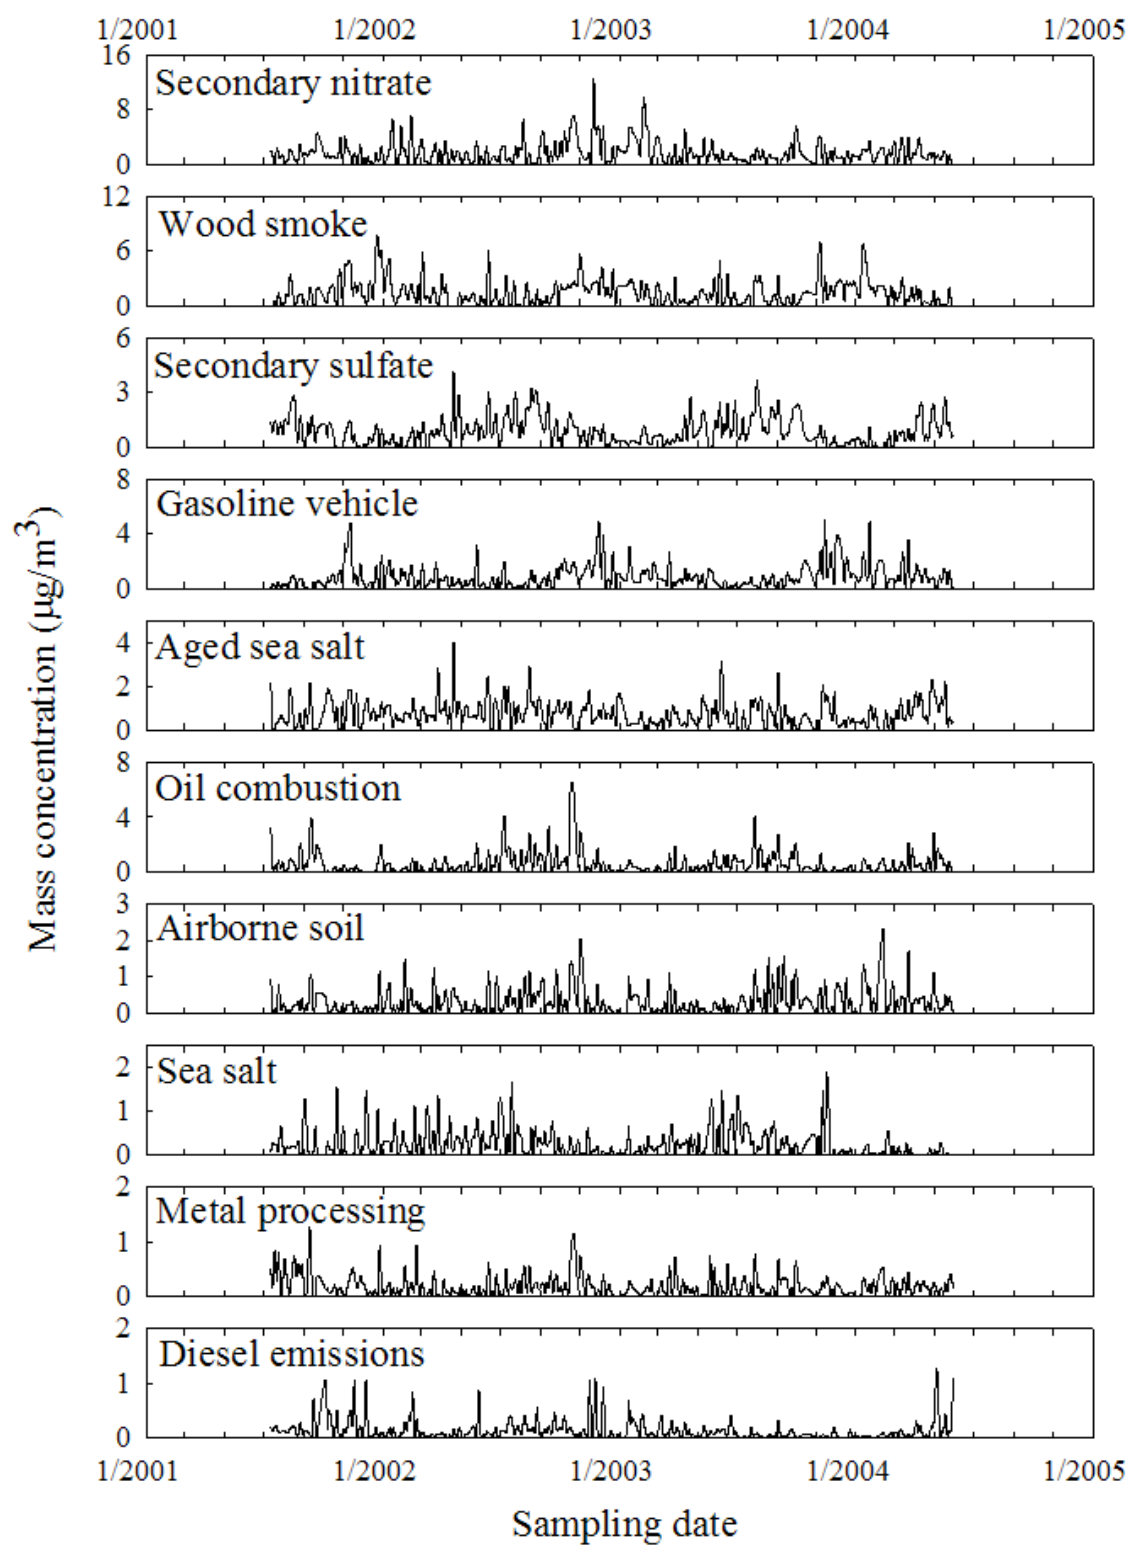 1/2001 1/2002 1/2003 1/2004 1/2005
16
Secondary nitrate
8
0
12
Wood smoke
6
0
6
Secondary sulfate
3
0
8
Gasoline vehicle
4
0
Aged sea salt
4
2
0
8
Oil combustion
4
0
3
Airborne soil
2
1
0
2
Sea salt
1
0
2
Metal processing
1
0
2
Diesel emissions
1
0
Mass concentration (μg/m³)
1/2001 1/2002 1/2003 1/2004 1/2005
Sampling date